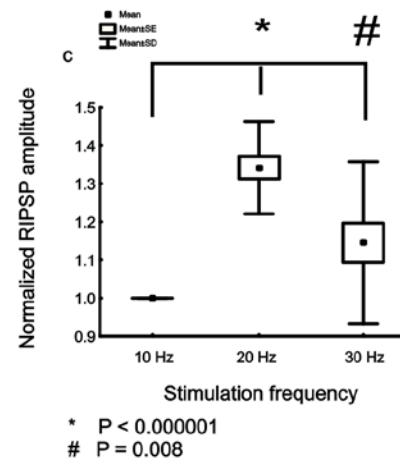 Mean
Mean±SE
Mean±SD
* #
C
Normalized RIPSP amplitude
1.5
1.4
1.3
1.2
1.1
1.0
0.9
10 Hz 20 Hz 30 Hz
Stimulation frequency
* P < 0.000001
# P = 0.008